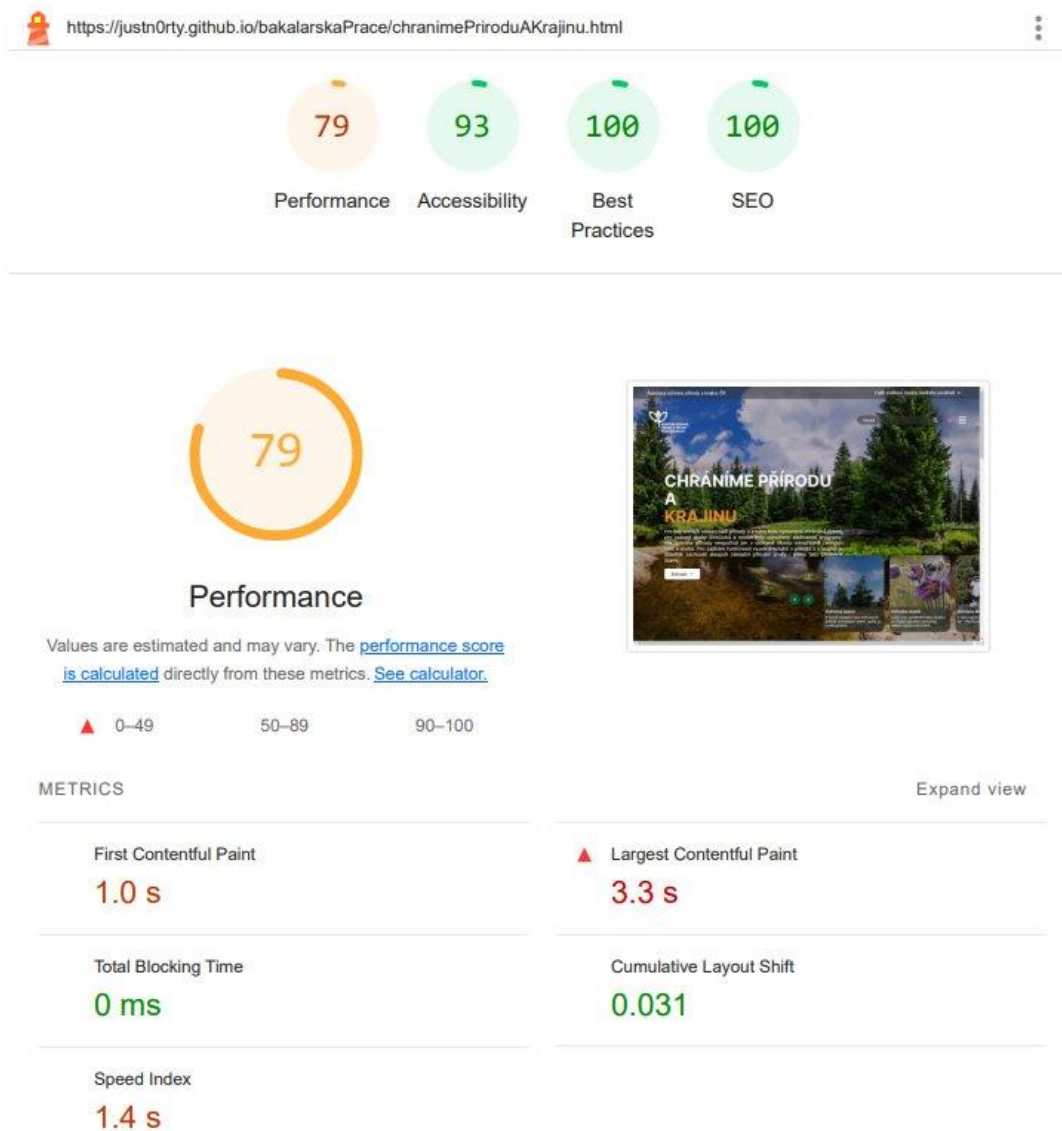 https://justn0rty.github.io/bakalarskaPrace/chranimePriroduAKrajinu.html
79
93
100
100
Performance
Accessibility
Best
Practices
SEO
79
Performance
Values are estimated and may vary. The performance score
is calculated directly from these metrics. See calculator.
0–49
50–89
90–100
CHRÁNÍME PŘÍRODU
A
KRAJINU
METRICS
Expand view
First Contentful Paint
1.0 s
Largest Contentful Paint
3.3 s
Total Blocking Time
0 ms
Cumulative Layout Shift
0.031
Speed Index
1.4 s